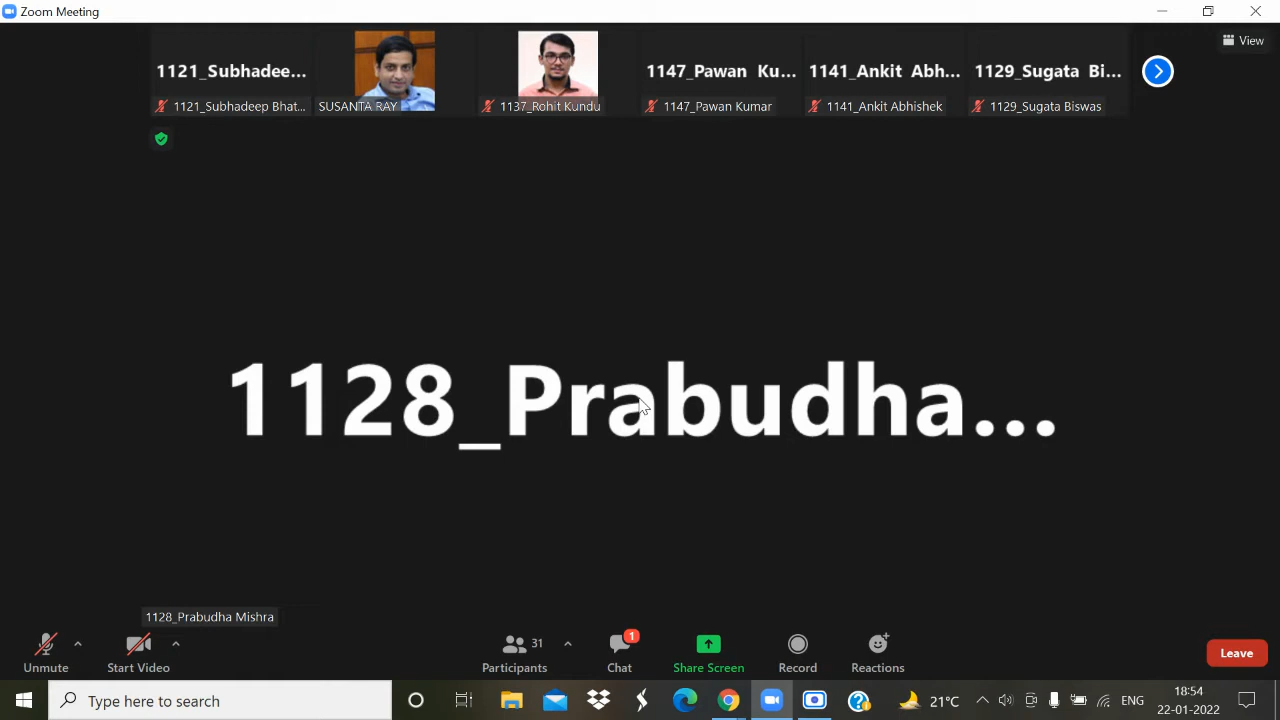 Zoom Meeting
View
1121_Subhadee...
1147_Pawan Ku...
1141_Ankit Abh...
1129_Sugata Bi...
1121_Subhadeep Bhat...
SUSANTA RAY
1137_Rohit Kundu
1147_Pawan Kumar
1141_Ankit Abhishek
1129_Sugata Biswas
1128_Prabudha...
1128_Prabudha Mishra
31
1
Unmute
Start Video
Participants
Chat
Share Screen
Record
Reactions
Leave
Type here to search
21°C
ENG
18:54
22-01-2022